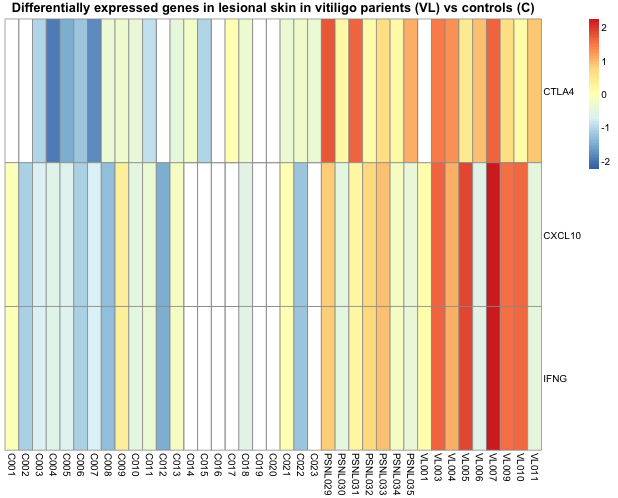 Differentially expressed genes in lesional skin in vitiligo parients (VL) vs controls (C)
2
1
0
-1
-2
CTLA4
CXCL10
IFNG
C001
C002
C003
C004
C005
C006
C007
C008
C009
C010
C011
C012
C013
C014
C015
C016
C017
C018
C019
C020
C021
C022
C023
PSNL029
PSNL030
PSNL031
PSNL032
PSNL033
PSNL034
PSNL035
VL001
VL003
VL004
VL005
VL006
VL007
VL009
VL010
VL011